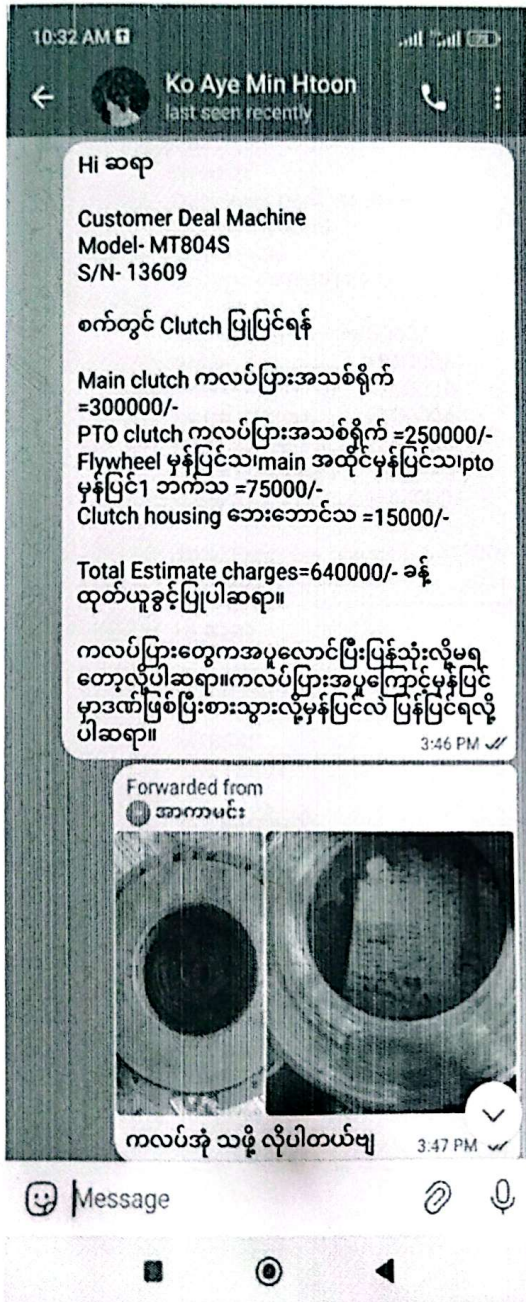 10:32 AM
Ko Aye Min Htoon
last seen recently
Hi ဆရာ
Customer Deal Machine
Model- MT804S
S/N- 13609
စက်တွင် Clutch ပြုပြင်ရန်
Main clutch ကလပ်ပြားအသစ်ရိုက်
=300000/-
PTO clutch ကလပ်ပြားအသစ်ရိုက် =250000/-
Flywheel မှန်ပြင်သ၊main အထိုင်မှန်ပြင်သ၊pto
မှန်ပြင်1 ဘက်သ =75000/-
Clutch housing ဘေးဘောင်သ =15000/-
Total Estimate charges=640000/- ခန့်
ထုတ်ယူခွင့်ပြုပါဆရာ။
ကလပ်ပြားတွေကအပူလောင်ပြီးပြန်သုံးလို့မရ
တော့လို့ပါဆရာ။ကလပ်ပြားအပူကြောင့်မှန်ပြင်
မှာဒဏ်ဖြစ်ပြီးစားသွားလို့မှန်ပြင်လဲ ပြန်ပြင်ရလို့
ပါဆရာ။
3:46 PM
Forwarded from
အာကာမင်း
ကလပ်အုံ သဖို့ လိုပါတယ်ဗျ
3:47 PM
Message